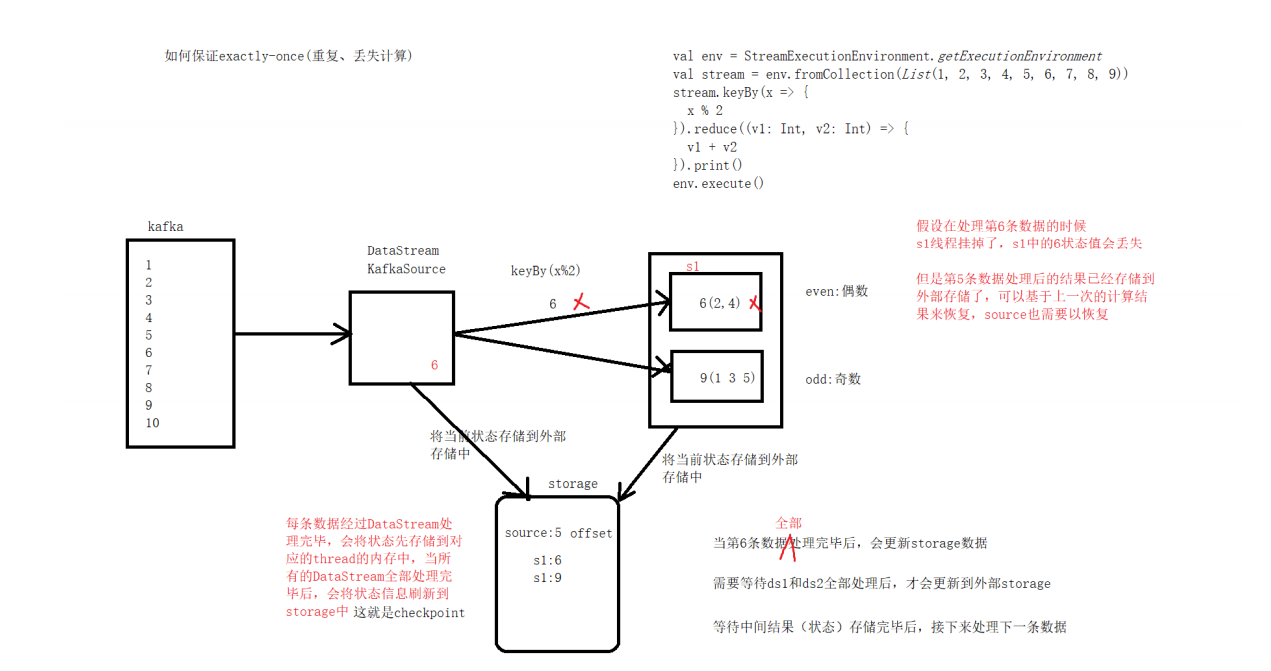 如何保证exactly-once(重复、丢失计算)
val env = StreamExecutionEnvironment.getExecutionEnvironment
val stream = env.fromCollection(List(1, 2, 3, 4, 5, 6, 7, 8, 9))
stream.keyBy(x => {
x % 2
}).reduce((v1: Int, v2: Int) => {
v1 + v2
}).print()
env.execute()
kafka
1
2
3
4
5
6
7
8
9
10
DataStream
KafkaSource
6
keyBy(x%2)
6
s1
6(2,4)
9(1 3 5)
even:偶数
odd:奇数
假设在处理第6条数据的时候
s1线程挂掉了，s1中的6状态值会丢失
但是第5条数据处理后的结果已经存储到
外部存储了，可以基于上一次的计算结
果来恢复，source也需要以恢复
将当前状态存储到外部
存储中
将当前状态存储到外部
存储中
storage
source:5 offset
s1:6
s1:9
每条数据经过DataStream处
理完毕，会将状态先存储到对
应的thread的内存中，当所
有的DataStream全部处理完
毕后，会将状态信息刷新到
storage中 这就是checkpoint
全部
当第6条数据处理完毕后，会更新storage数据
需要等待ds1和ds2全部处理后，才会更新到外部storage
等待中间结果（状态）存储完毕后，接下来处理下一条数据